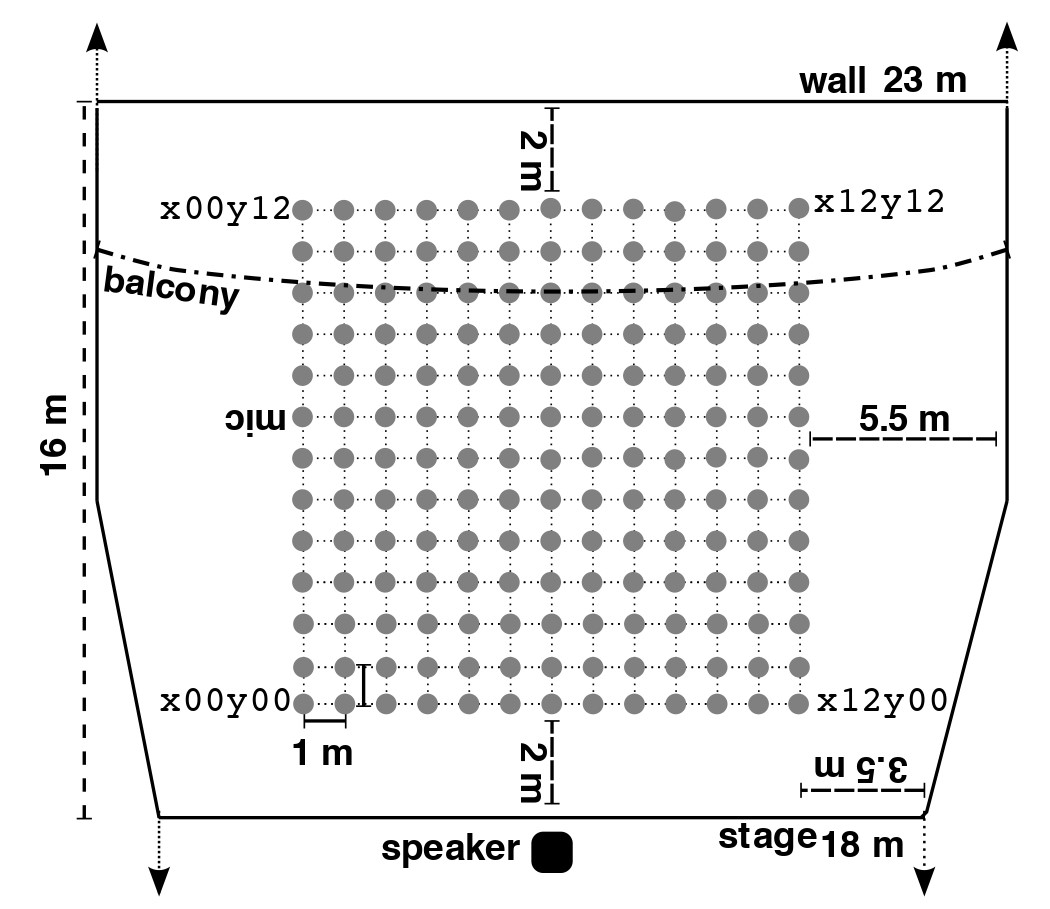 wall 23 m
2 m
x00y12
x12y12
balcony
mic
5.5 m
16 m
x00y00
x12y00
1 m
2 m
3.5 m
speaker
stage 18 m